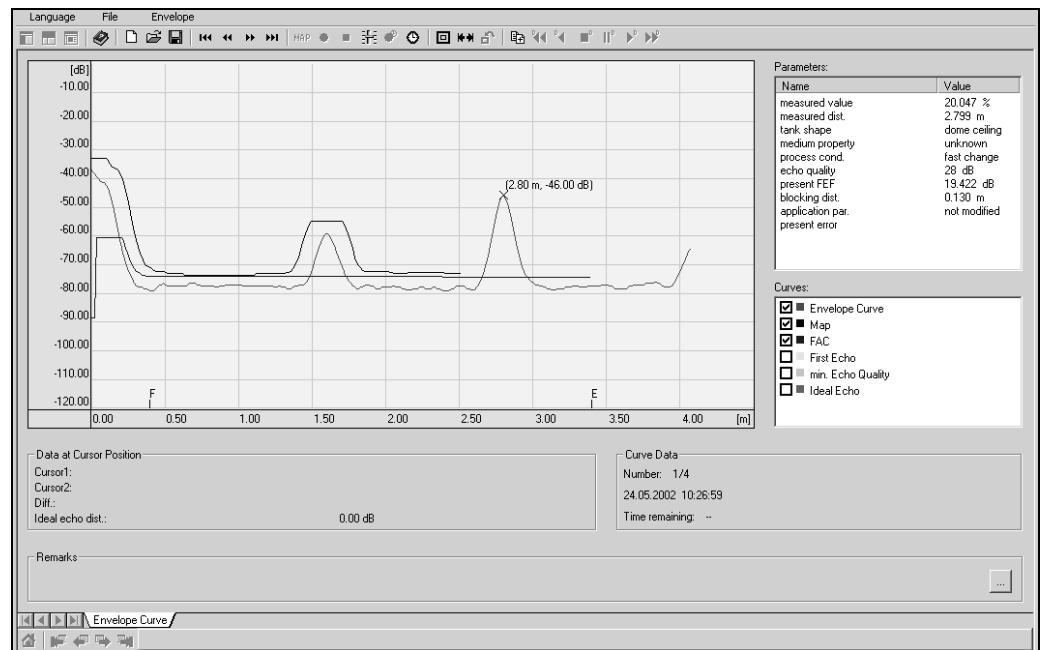 Language File Envelope
MAP
[dB]
-10.00
-20.00
-30.00
-40.00
-50.00
-60.00
-70.00
-80.00
-90.00
-100.00
-110.00
-120.00
(2.80 m, -46.00 dB)
F E
0.00 0.50 1.00 1.50 2.00 2.50 3.00 3.50 4.00 [m]
Parameters:
Name Value
measured value 20.047 %
measured dist. 2.799 m
tank shape dome ceiling
medium property unknown
process cond. fast change
echo quality 28 dB
present FEF 19.422 dB
blocking dist. 0.130 m
application par. not modified
present error
Curves:
Envelope Curve
Map
FAC
First Echo
min. Echo Quality
Ideal Echo
Data at Cursor Position
Cursor1:
Cursor2:
Diff.:
Ideal echo dist.: 0.00 dB
Curve Data
Number: 1/4
24.05.2002 10:26:59
Time remaining: --
Remarks
...
Envelope Curve